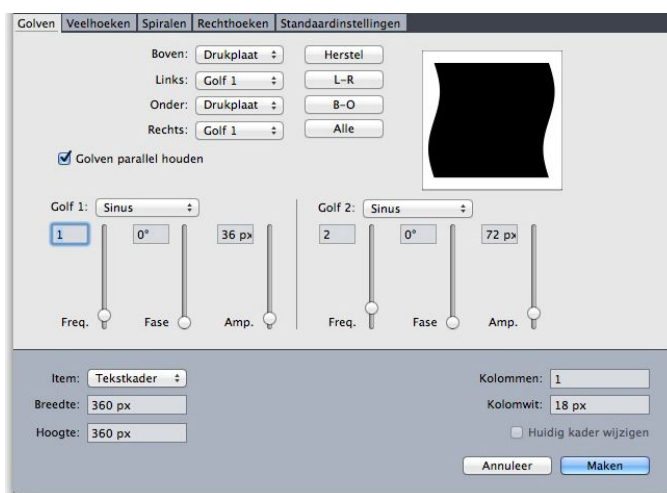 Golven Veelhoeken Spiralen Rechthoeken Standaardinstellingen
Boven: Drukplaat Herstel
Links: Golf 1 L-R
Onder: Drukplaat B-O
Rechts: Golf 1 Alle
Golven parallel houden
Golf 1: Sinus Golf 2: Sinus
1 0° 36 px 2 0° 72 px
Freq. Fase Amp. Freq. Fase Amp.
Item: Tekstkader Kolommen: 1
Breedte: 360 px Kolomwit: 18 px
Hoogte: 360 px Huidig kader wijzigen
Annuleer Maken